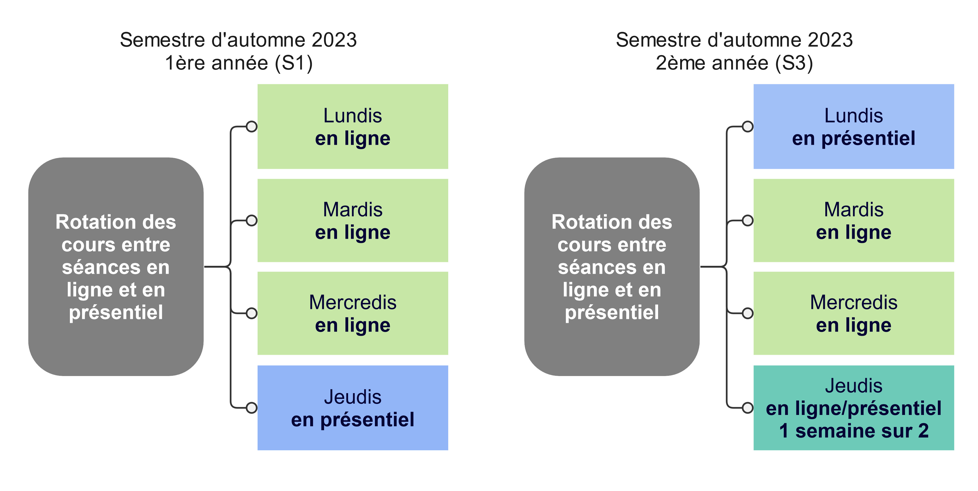 Semestre d'automne 2023
1ère année (S1)
Rotation des
cours entre
séances en
ligne et en
présentiel
Lundis
en ligne
Mardis
en ligne
Mercredis
en ligne
Jeudis
en présentiel
Semestre d'automne 2023
2ème année (S3)
Rotation des
cours entre
séances en
ligne et en
présentiel
Lundis
en présentiel
Mardis
en ligne
Mercredis
en ligne
Jeudis
en ligne/présentiel
1 semaine sur 2